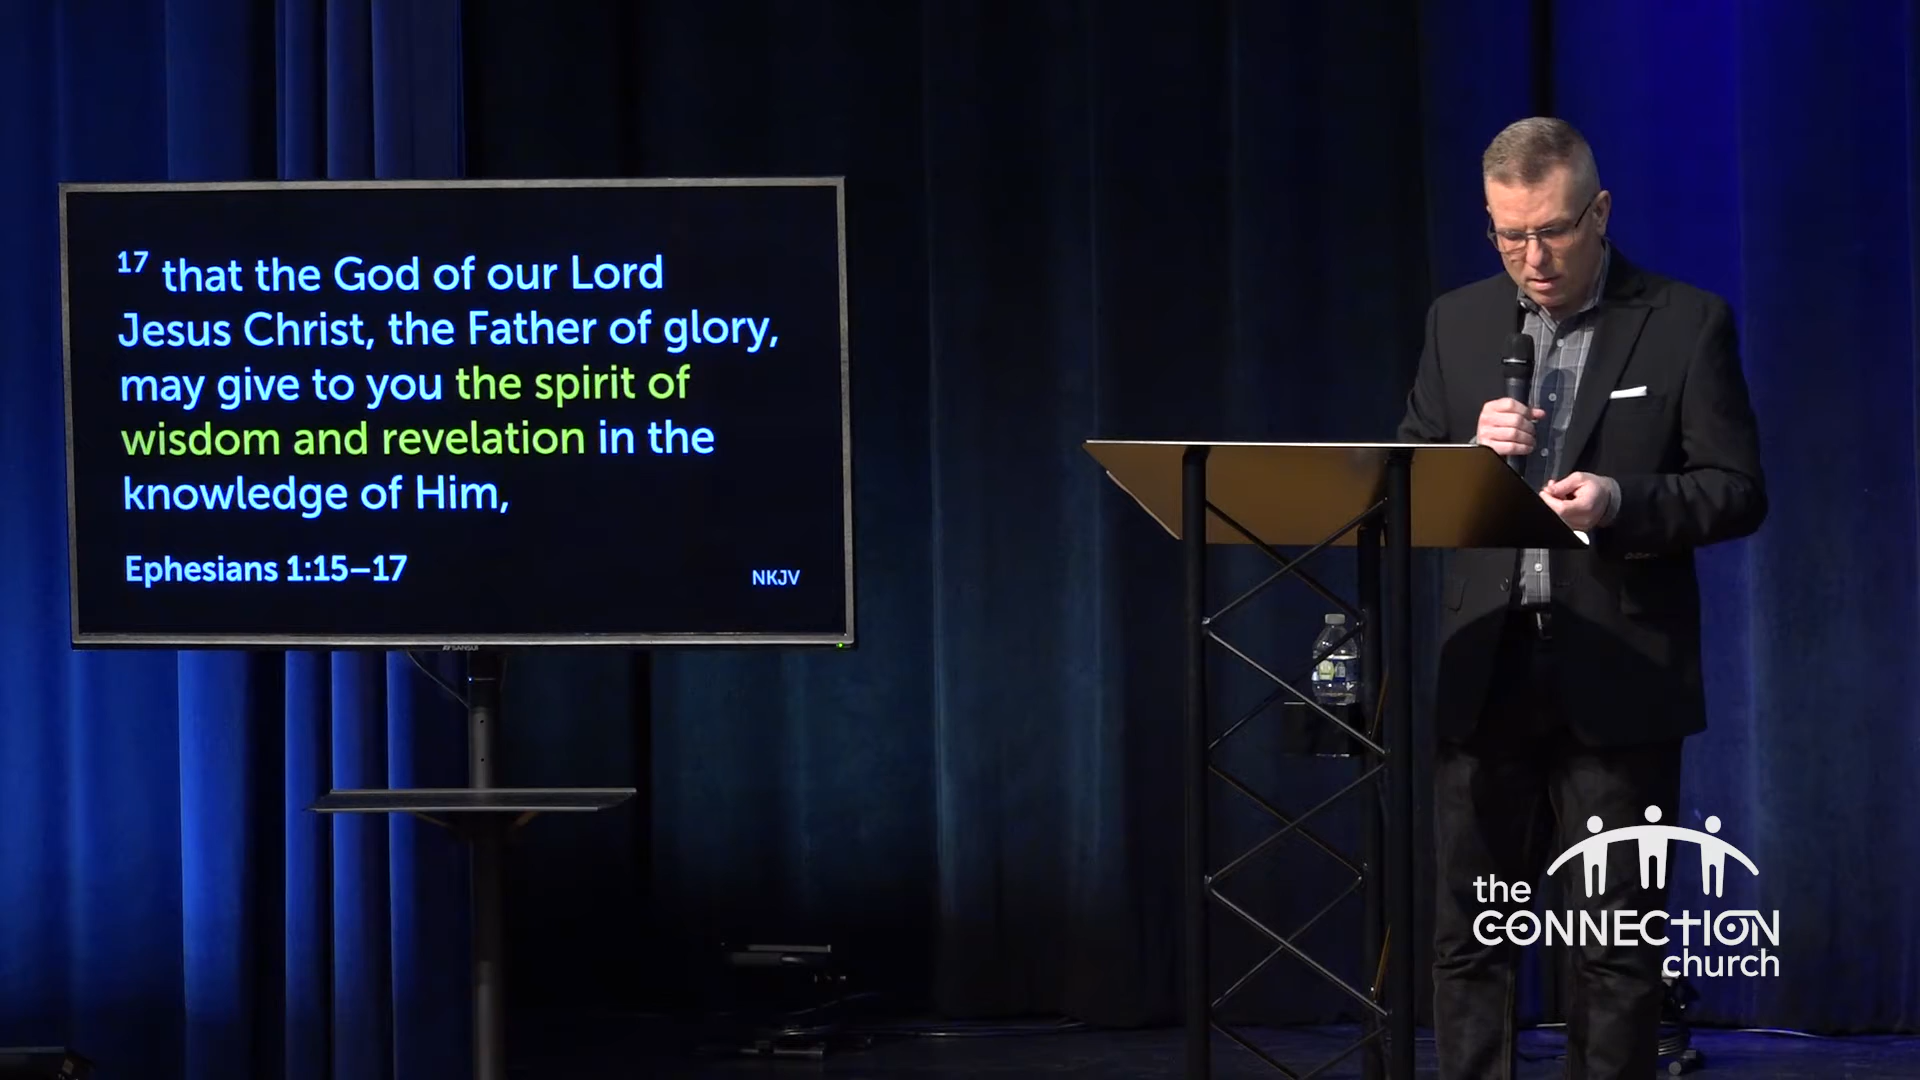 17 that the God of our Lord
Jesus Christ, the Father of glory,
may give to you the spirit of
wisdom and revelation in the
knowledge of Him,
Ephesians 1:15–17
NKJV
SANSUI
the
CONNECTION
church